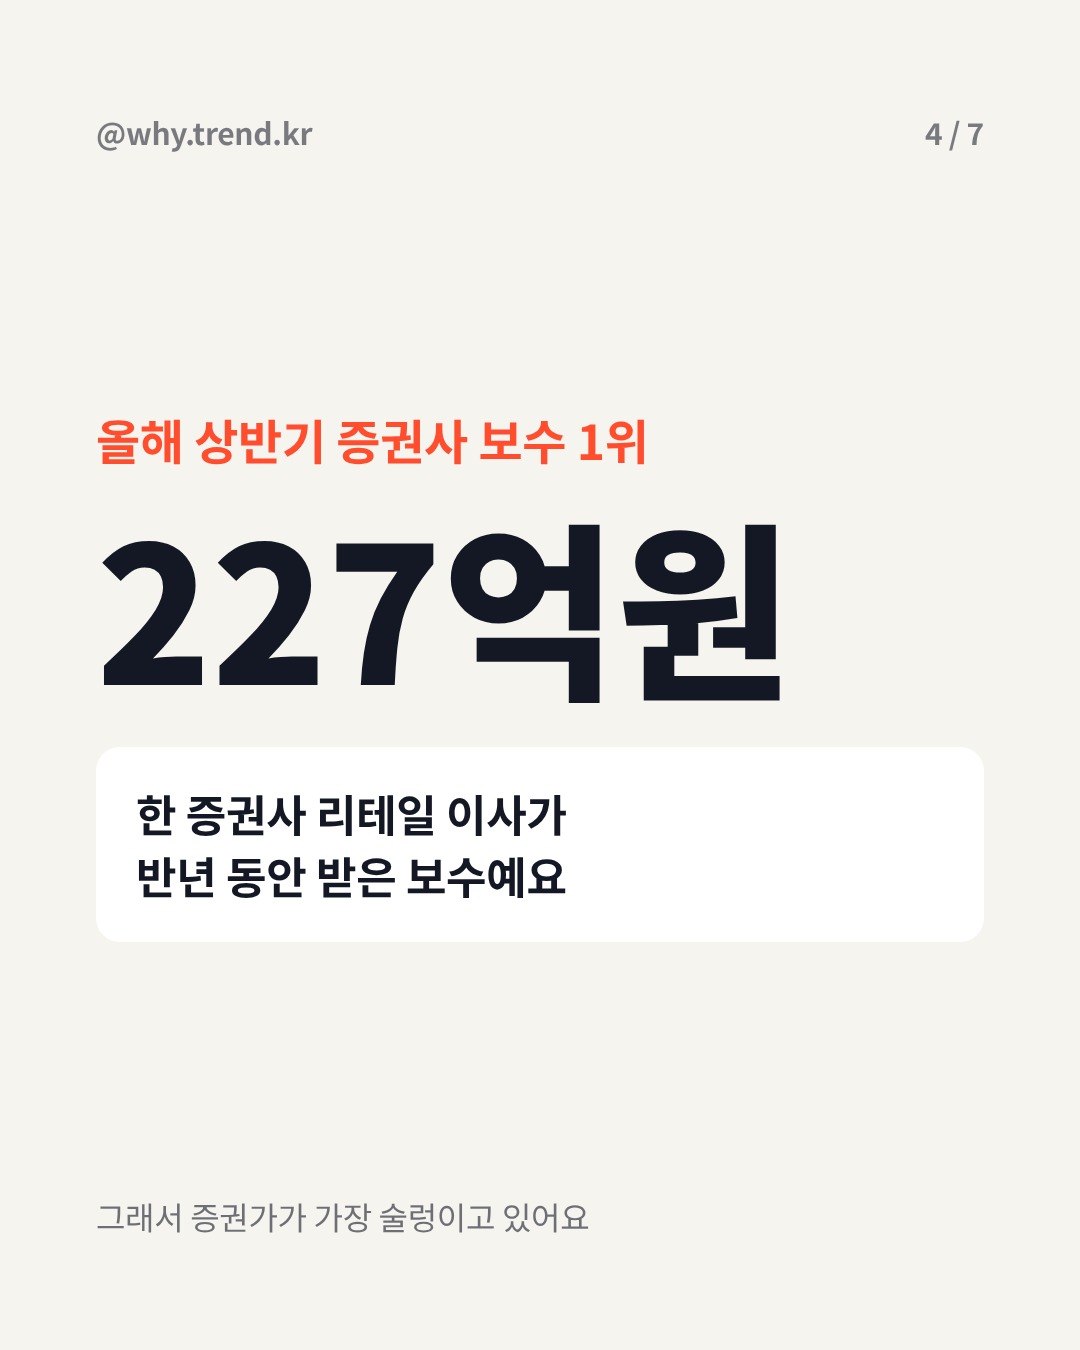 @why.trend.kr
4 / 7
올해 상반기 증권사 보수 1위
227억원
한 증권사 리테일 이사가
반년 동안 받은 보수예요
그래서 증권가가 가장 술렁이고 있어요